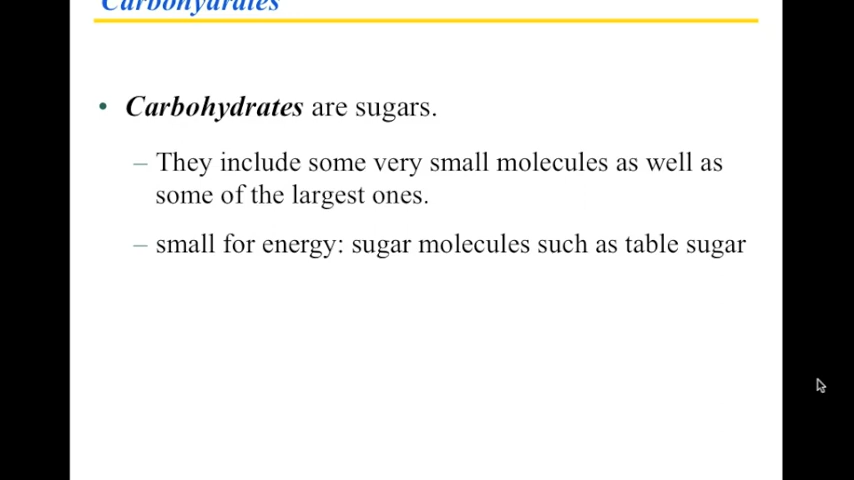 Carbohydrates
• Carbohydrates are sugars.
– They include some very small molecules as well as
some of the largest ones.
– small for energy: sugar molecules such as table sugar